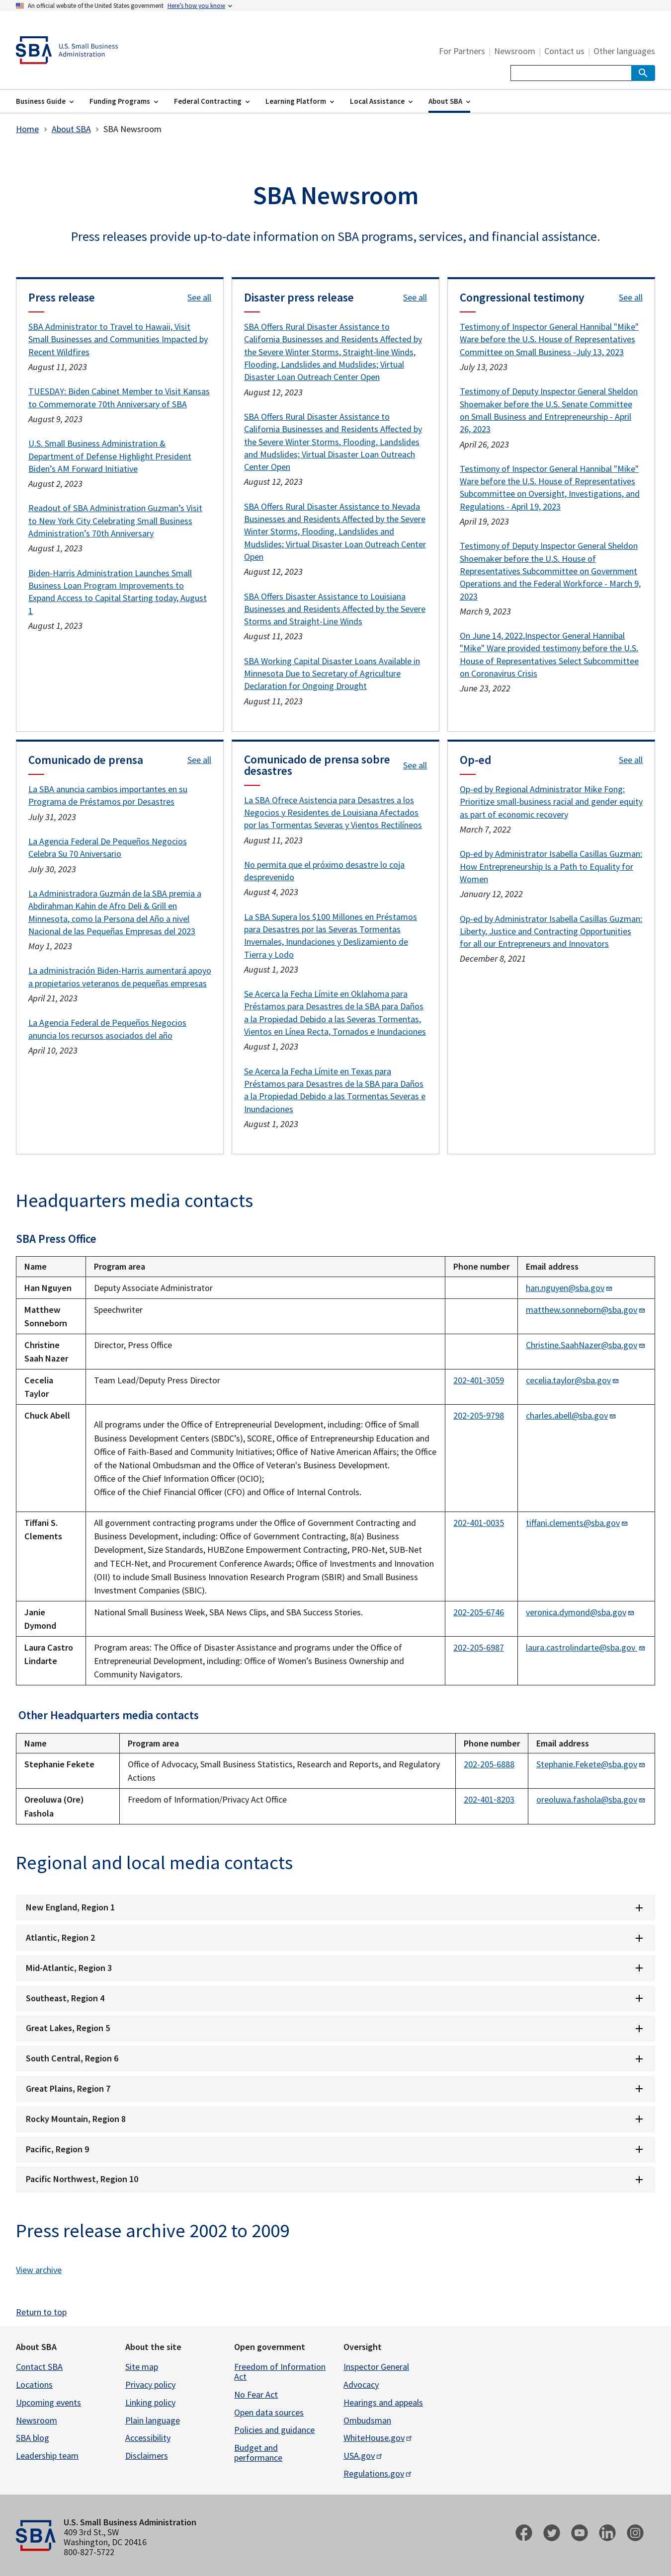 An official website of the United States government Here's how you know
SBA U.S. Small Business
Administration
For Partners | Newsroom | Contact us | Other languages
Business Guide Funding Programs Federal Contracting Learning Platform Local Assistance About SBA
Home › About SBA › SBA Newsroom
SBA Newsroom
Press releases provide up-to-date information on SBA programs, services, and financial assistance.
Press release See all
SBA Administrator to Travel to Hawaii, Visit
Small Businesses and Communities Impacted by
Recent Wildfires
August 11, 2023
TUESDAY: Biden Cabinet Member to Visit Kansas
to Commemorate 70th Anniversary of SBA
August 9, 2023
U.S. Small Business Administration &
Department of Defense Highlight President
Biden's AM Forward Initiative
August 2, 2023
Readout of SBA Administration Guzman's Visit
to New York City Celebrating Small Business
Administration's 70th Anniversary
August 1, 2023
Biden-Harris Administration Launches Small
Business Loan Program Improvements to
Expand Access to Capital Starting today, August
1
August 1, 2023
Disaster press release See all
SBA Offers Rural Disaster Assistance to
California Businesses and Residents Affected by
the Severe Winter Storms, Straight-line Winds,
Flooding, Landslides and Mudslides; Virtual
Disaster Loan Outreach Center Open
August 12, 2023
SBA Offers Rural Disaster Assistance to
California Businesses and Residents Affected by
the Severe Winter Storms, Flooding, Landslides
and Mudslides; Virtual Disaster Loan Outreach
Center Open
August 12, 2023
SBA Offers Rural Disaster Assistance to Nevada
Businesses and Residents Affected by the Severe
Winter Storms, Flooding, Landslides and
Mudslides; Virtual Disaster Loan Outreach Center
Open
August 12, 2023
SBA Offers Disaster Assistance to Louisiana
Businesses and Residents Affected by the Severe
Storms and Straight-Line Winds
August 11, 2023
SBA Working Capital Disaster Loans Available in
Minnesota Due to Secretary of Agriculture
Declaration for Ongoing Drought
August 11, 2023
Congressional testimony See all
Testimony of Inspector General Hannibal "Mike"
Ware before the U.S. House of Representatives
Committee on Small Business -July 13, 2023
July 13, 2023
Testimony of Deputy Inspector General Sheldon
Shoemaker before the U.S. Senate Committee
on Small Business and Entrepreneurship - April
26, 2023
April 26, 2023
Testimony of Inspector General Hannibal "Mike"
Ware before the U.S. House of Representatives
Subcommittee on Oversight, Investigations, and
Regulations - April 19, 2023
April 19, 2023
Testimony of Deputy Inspector General Sheldon
Shoemaker before the U.S. House of
Representatives Subcommittee on Government
Operations and the Federal Workforce - March 9,
2023
March 9, 2023
On June 14, 2022,Inspector General Hannibal
"Mike" Ware provided testimony before the U.S.
House of Representatives Select Subcommittee
on Coronavirus Crisis
June 23, 2022
Comunicado de prensa See all
La SBA anuncia cambios importantes en su
Programa de Préstamos por Desastres
July 31, 2023
La Agencia Federal De Pequeños Negocios
Celebra Su 70 Aniversario
July 30, 2023
La Administradora Guzmán de la SBA premia a
Abdirahman Kahin de Afro Deli & Grill en
Minnesota, como la Persona del Año a nivel
Nacional de las Pequeñas Empresas del 2023
May 1, 2023
La administración Biden-Harris aumentará apoyo
a propietarios veteranos de pequeñas empresas
April 21, 2023
La Agencia Federal de Pequeños Negocios
anuncia los recursos asociados del año
April 10, 2023
Comunicado de prensa sobre
desastres See all
La SBA Ofrece Asistencia para Desastres a los
Negocios y Residentes de Louisiana Afectados
por las Tormentas Severas y Vientos Rectilíneos
August 11, 2023
No permita que el próximo desastre lo coja
desprevenido
August 4, 2023
La SBA Supera los $100 Millones en Préstamos
para Desastres por las Severas Tormentas
Invernales, Inundaciones y Deslizamiento de
Tierra y Lodo
August 1, 2023
Se Acerca la Fecha Límite en Oklahoma para
Préstamos para Desastres de la SBA para Daños
a la Propiedad Debido a las Severas Tormentas,
Vientos en Línea Recta, Tornados e Inundaciones
August 1, 2023
Se Acerca la Fecha Límite en Texas para
Préstamos para Desastres de la SBA para Daños
a la Propiedad Debido a las Tormentas Severas e
Inundaciones
August 1, 2023
Op-ed See all
Op-ed by Regional Administrator Mike Fong:
Prioritize small-business racial and gender equity
as part of economic recovery
March 7, 2022
Op-ed by Administrator Isabella Casillas Guzman:
How Entrepreneurship Is a Path to Equality for
Women
January 12, 2022
Op-ed by Administrator Isabella Casillas Guzman:
Liberty, Justice and Contracting Opportunities
for all our Entrepreneurs and Innovators
December 8, 2021
Headquarters media contacts
SBA Press Office
Name Program area Phone number Email address
Han Nguyen Deputy Associate Administrator han.nguyen@sba.gov
Matthew
Sonneborn Speechwriter matthew.sonneborn@sba.gov
Christine
Saah Nazer Director, Press Office Christine.SaahNazer@sba.gov
Cecelia
Taylor Team Lead/Deputy Press Director 202-401-3059 cecelia.taylor@sba.gov
Chuck Abell 202-205-9798 charles.abell@sba.gov
All programs under the Office of Entrepreneurial Development, including: Office of Small
Business Development Centers (SBDC's), SCORE, Office of Entrepreneurship Education and
Office of Faith-Based and Community Initiatives; Office of Native American Affairs; the Office
of National Ombudsman and the Office of Veteran's Business Development.
Office of the Chief Information Officer (OCIO);
Office of the Chief Financial Officer (CFO) and Office of Internal Controls.
Tiffani S.
Clements
All government contracting programs under the Office of Government Contracting and
Business Development, including: Office of Government Contracting, 8(a) Business
Development, Size Standards, HUBZone Empowerment Contracting, PRO-Net, SUB-Net
and TECH-Net, and Procurement Conference Awards; Office of Investments and Innovation
(OII) to include Small Business Innovation Research Program (SBIR) and Small Business
Investment Companies (SBIC).
202-401-0035 tiffani.clements@sba.gov
Janie
Dymond National Small Business Week, SBA News Clips, and SBA Success Stories. 202-205-6746 veronica.dymond@sba.gov
Laura Castro
Lindarte
Program areas: The Office of Disaster Assistance and programs under the Office of
Entrepreneurial Development, including: Office of Women's Business Ownership and
Community Navigators.
202-205-6987 laura.castrolindarte@sba.gov
Other Headquarters media contacts
Name Program area Phone number Email address
Stephanie Fekete Office of Advocacy, Small Business Statistics, Research and Reports, and Regulatory
Actions 202-205-6888 Stephanie.Fekete@sba.gov
Oreoluwa (Ore)
Fashola Freedom of Information/Privacy Act Office 202-401-8203 oreoluwa.fashola@sba.gov
Regional and local media contacts
New England, Region 1
Atlantic, Region 2
Mid-Atlantic, Region 3
Southeast, Region 4
Great Lakes, Region 5
South Central, Region 6
Great Plains, Region 7
Rocky Mountain, Region 8
Pacific, Region 9
Pacific Northwest, Region 10
Press release archive 2002 to 2009
View archive
Return to top
About SBA
Contact SBA
Locations
Upcoming events
Newsroom
SBA blog
Leadership team
About the site
Site map
Privacy policy
Linking policy
Plain language
Accessibility
Disclaimers
Open government
Freedom of Information
Act
No Fear Act
Open data sources
Policies and guidance
Budget and
performance
Oversight
Inspector General
Advocacy
Hearings and appeals
Ombudsman
WhiteHouse.gov
USA.gov
Regulations.gov
SBA
U.S. Small Business Administration
409 3rd St., SW
Washington, DC 20416
800-827-5722